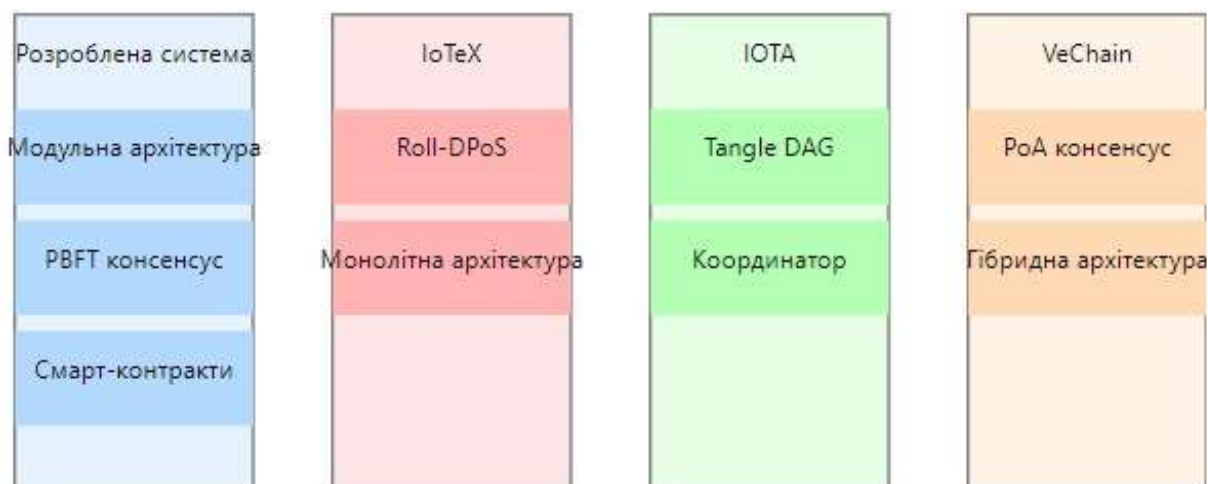 Розроблена система
Модульна архітектура
PBFT консенсус
Смарт-контракти
IoTeX
Roll-DPoS
Монолітна архітектура
IOTA
Tangle DAG
Координатор
VeChain
PoA консенсус
Гібридна архітектура